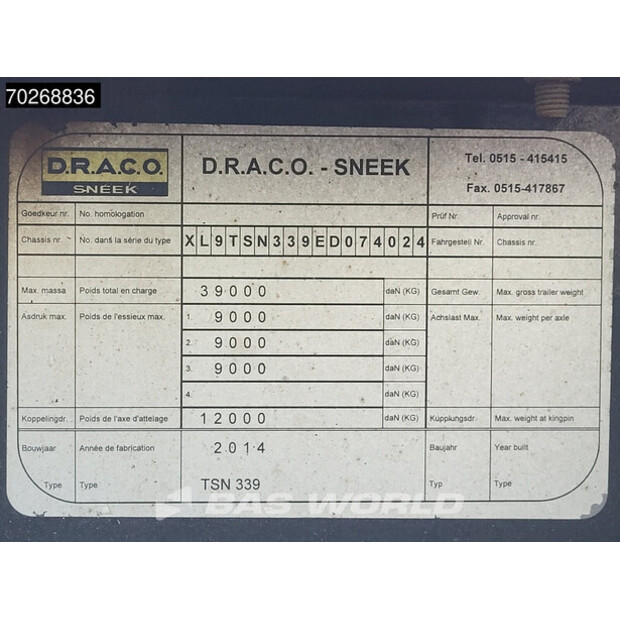 70268836
D.R.A.C.O.
SNEEK
D.R.A.C.O. - SNEEK
Tel. 0515 - 415415
Fax. 0515-417867
Goedkeur nr. No. homologation Prüf Nr. Approval nr.
Chassis nr. No. dans la série du type XL9TSN339ED074024 Fahrgestell Nr. Chassis nr.
Max. massa Poids total en charge 39000 daN (KG) Gesamt Gew. Max. gross trailer weight
Asdruk max. Poids de l'essieux max. 1. 9000 daN (KG) Achslast Max. Max. weight per axle
2. 9000 daN (KG)
3. 9000 daN (KG)
4. daN (KG)
Koppelingdr. Poids de l'axe d'attelage 12000 daN (KG) Kupplungsdr. Max. weight at kingpin
Bouwjaar Année de fabrication 2014 Baujahr Year built
Type Type TSN 339 Typ Type
BAS WORLD